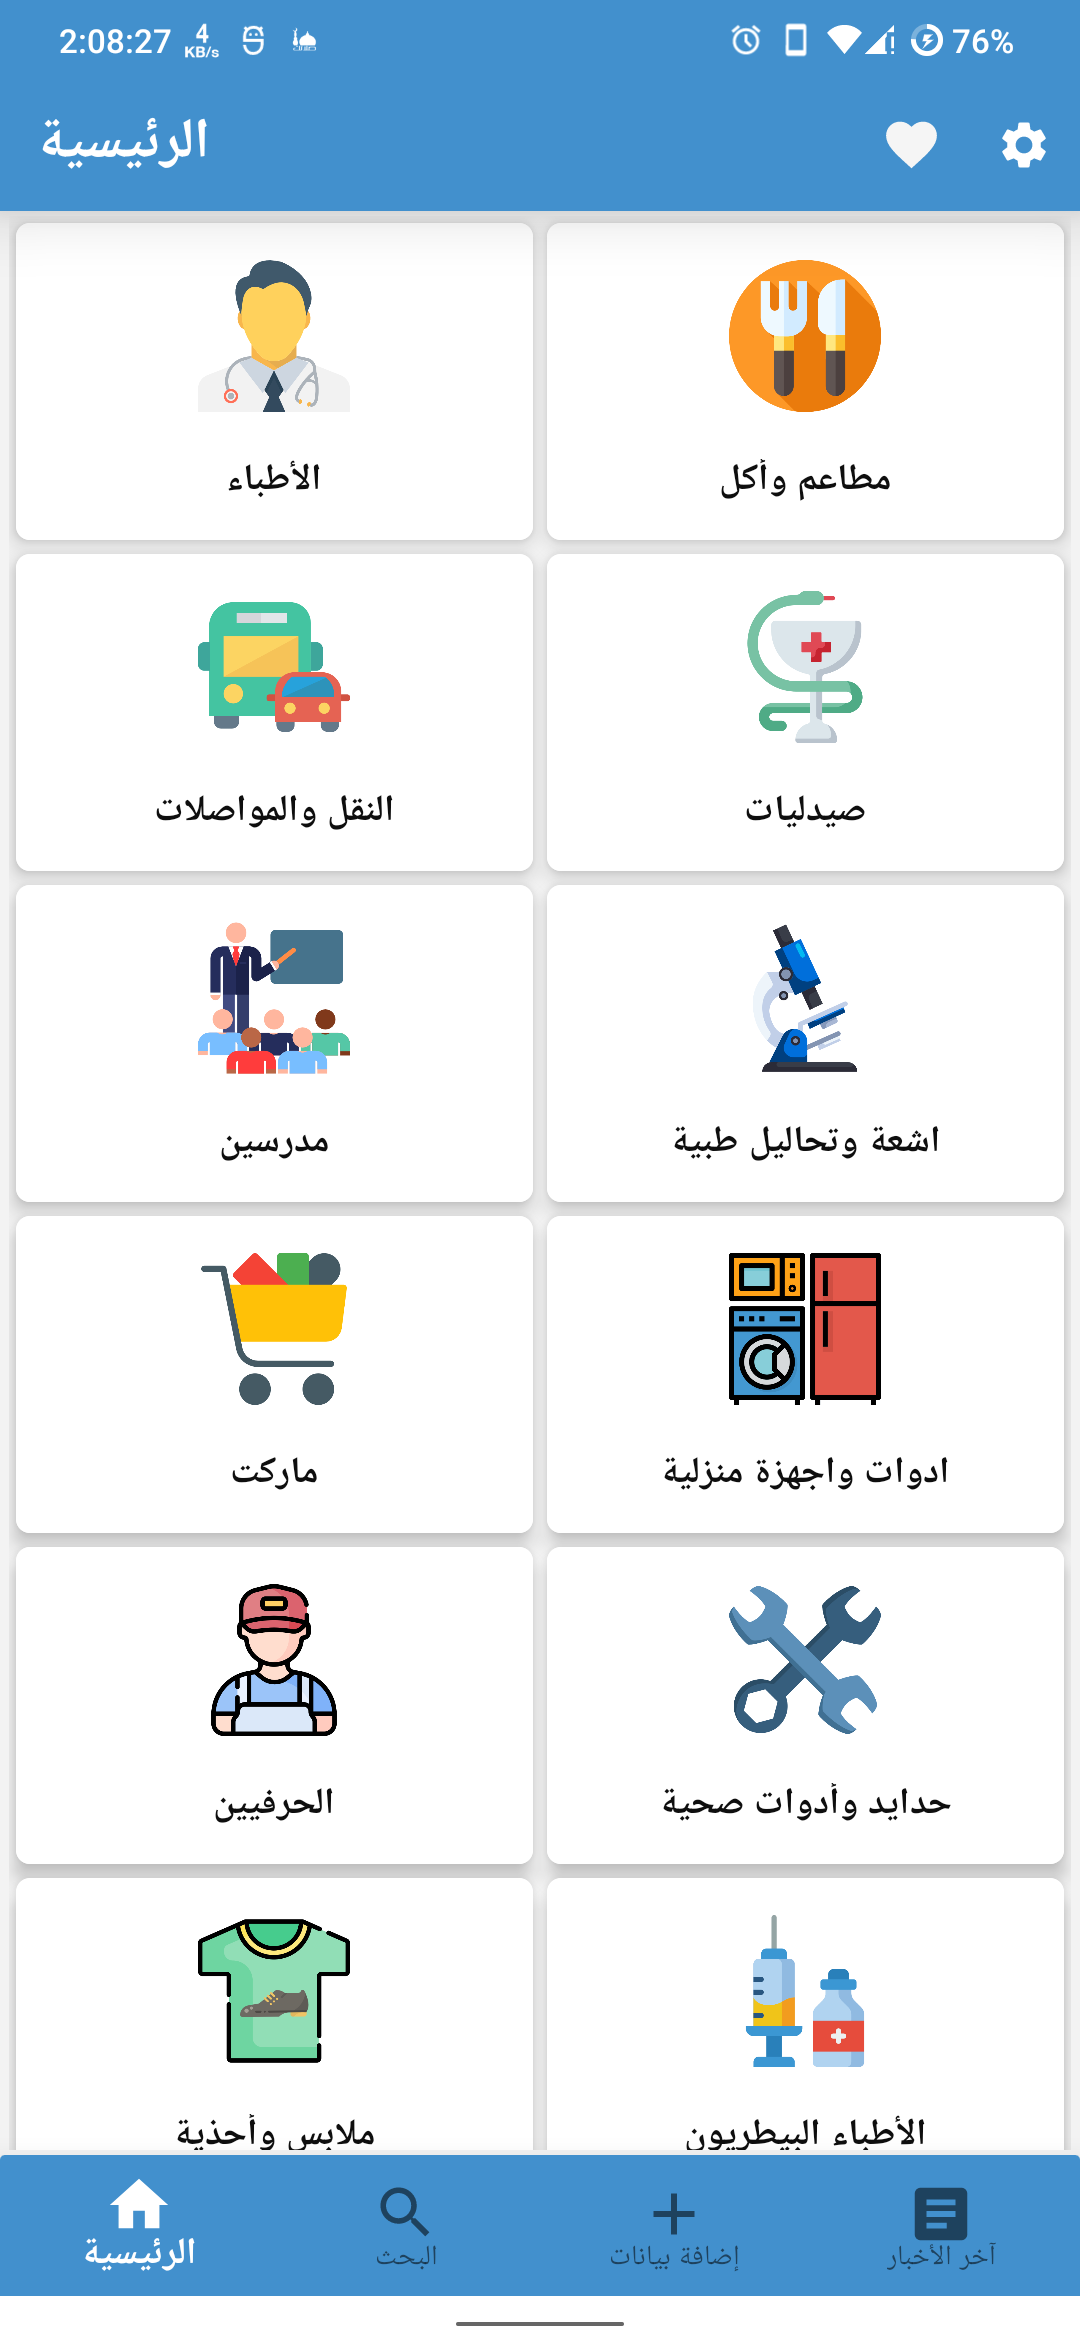 2:08:27 4 KB/s 76%
الرئيسية
الأطباء
مطاعم وأكل
النقل والمواصلات
صيدليات
مدرسين
اشعة وتحاليل طبية
ماركت
ادوات واجهزة منزلية
الحرفيين
حدايد وأدوات صحية
ملابس وأحذية
الأطباء البيطريون
الرئيسية
البحث
إضافة بيانات
آخر الأخبار